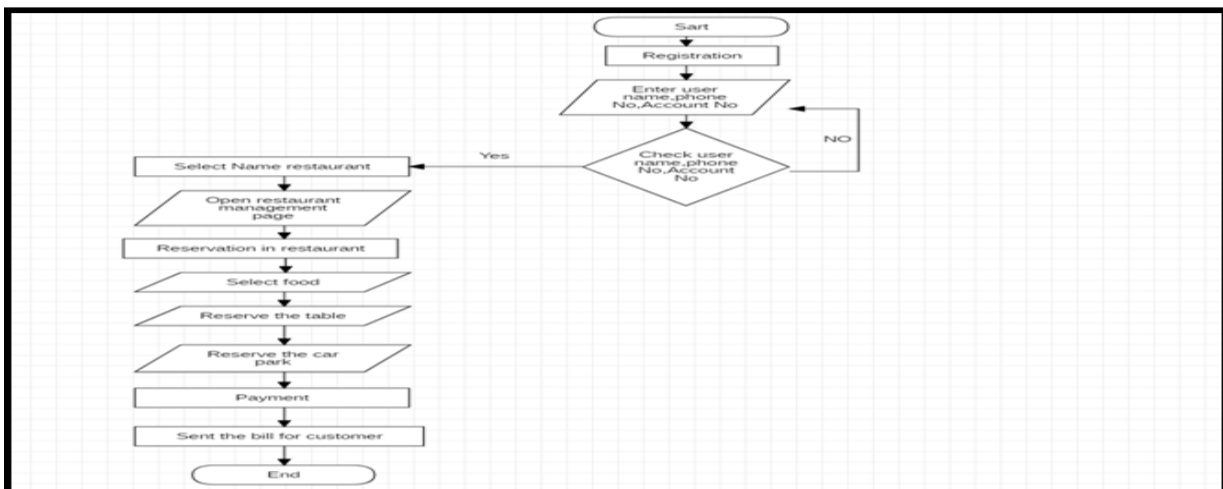 Sart
Registration
Enter user
name,phone
No,Account No
NO
Check user
name,phone
No,Account
No
Yes
Select Name restaurant
Open restaurant
management
page
Reservation in restaurant
Select food
Reserve the table
Reserve the car
park
Payment
Sent the bill for customer
End